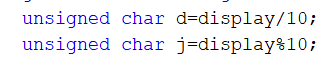 unsigned char d=display/10;
unsigned char j=display%10;